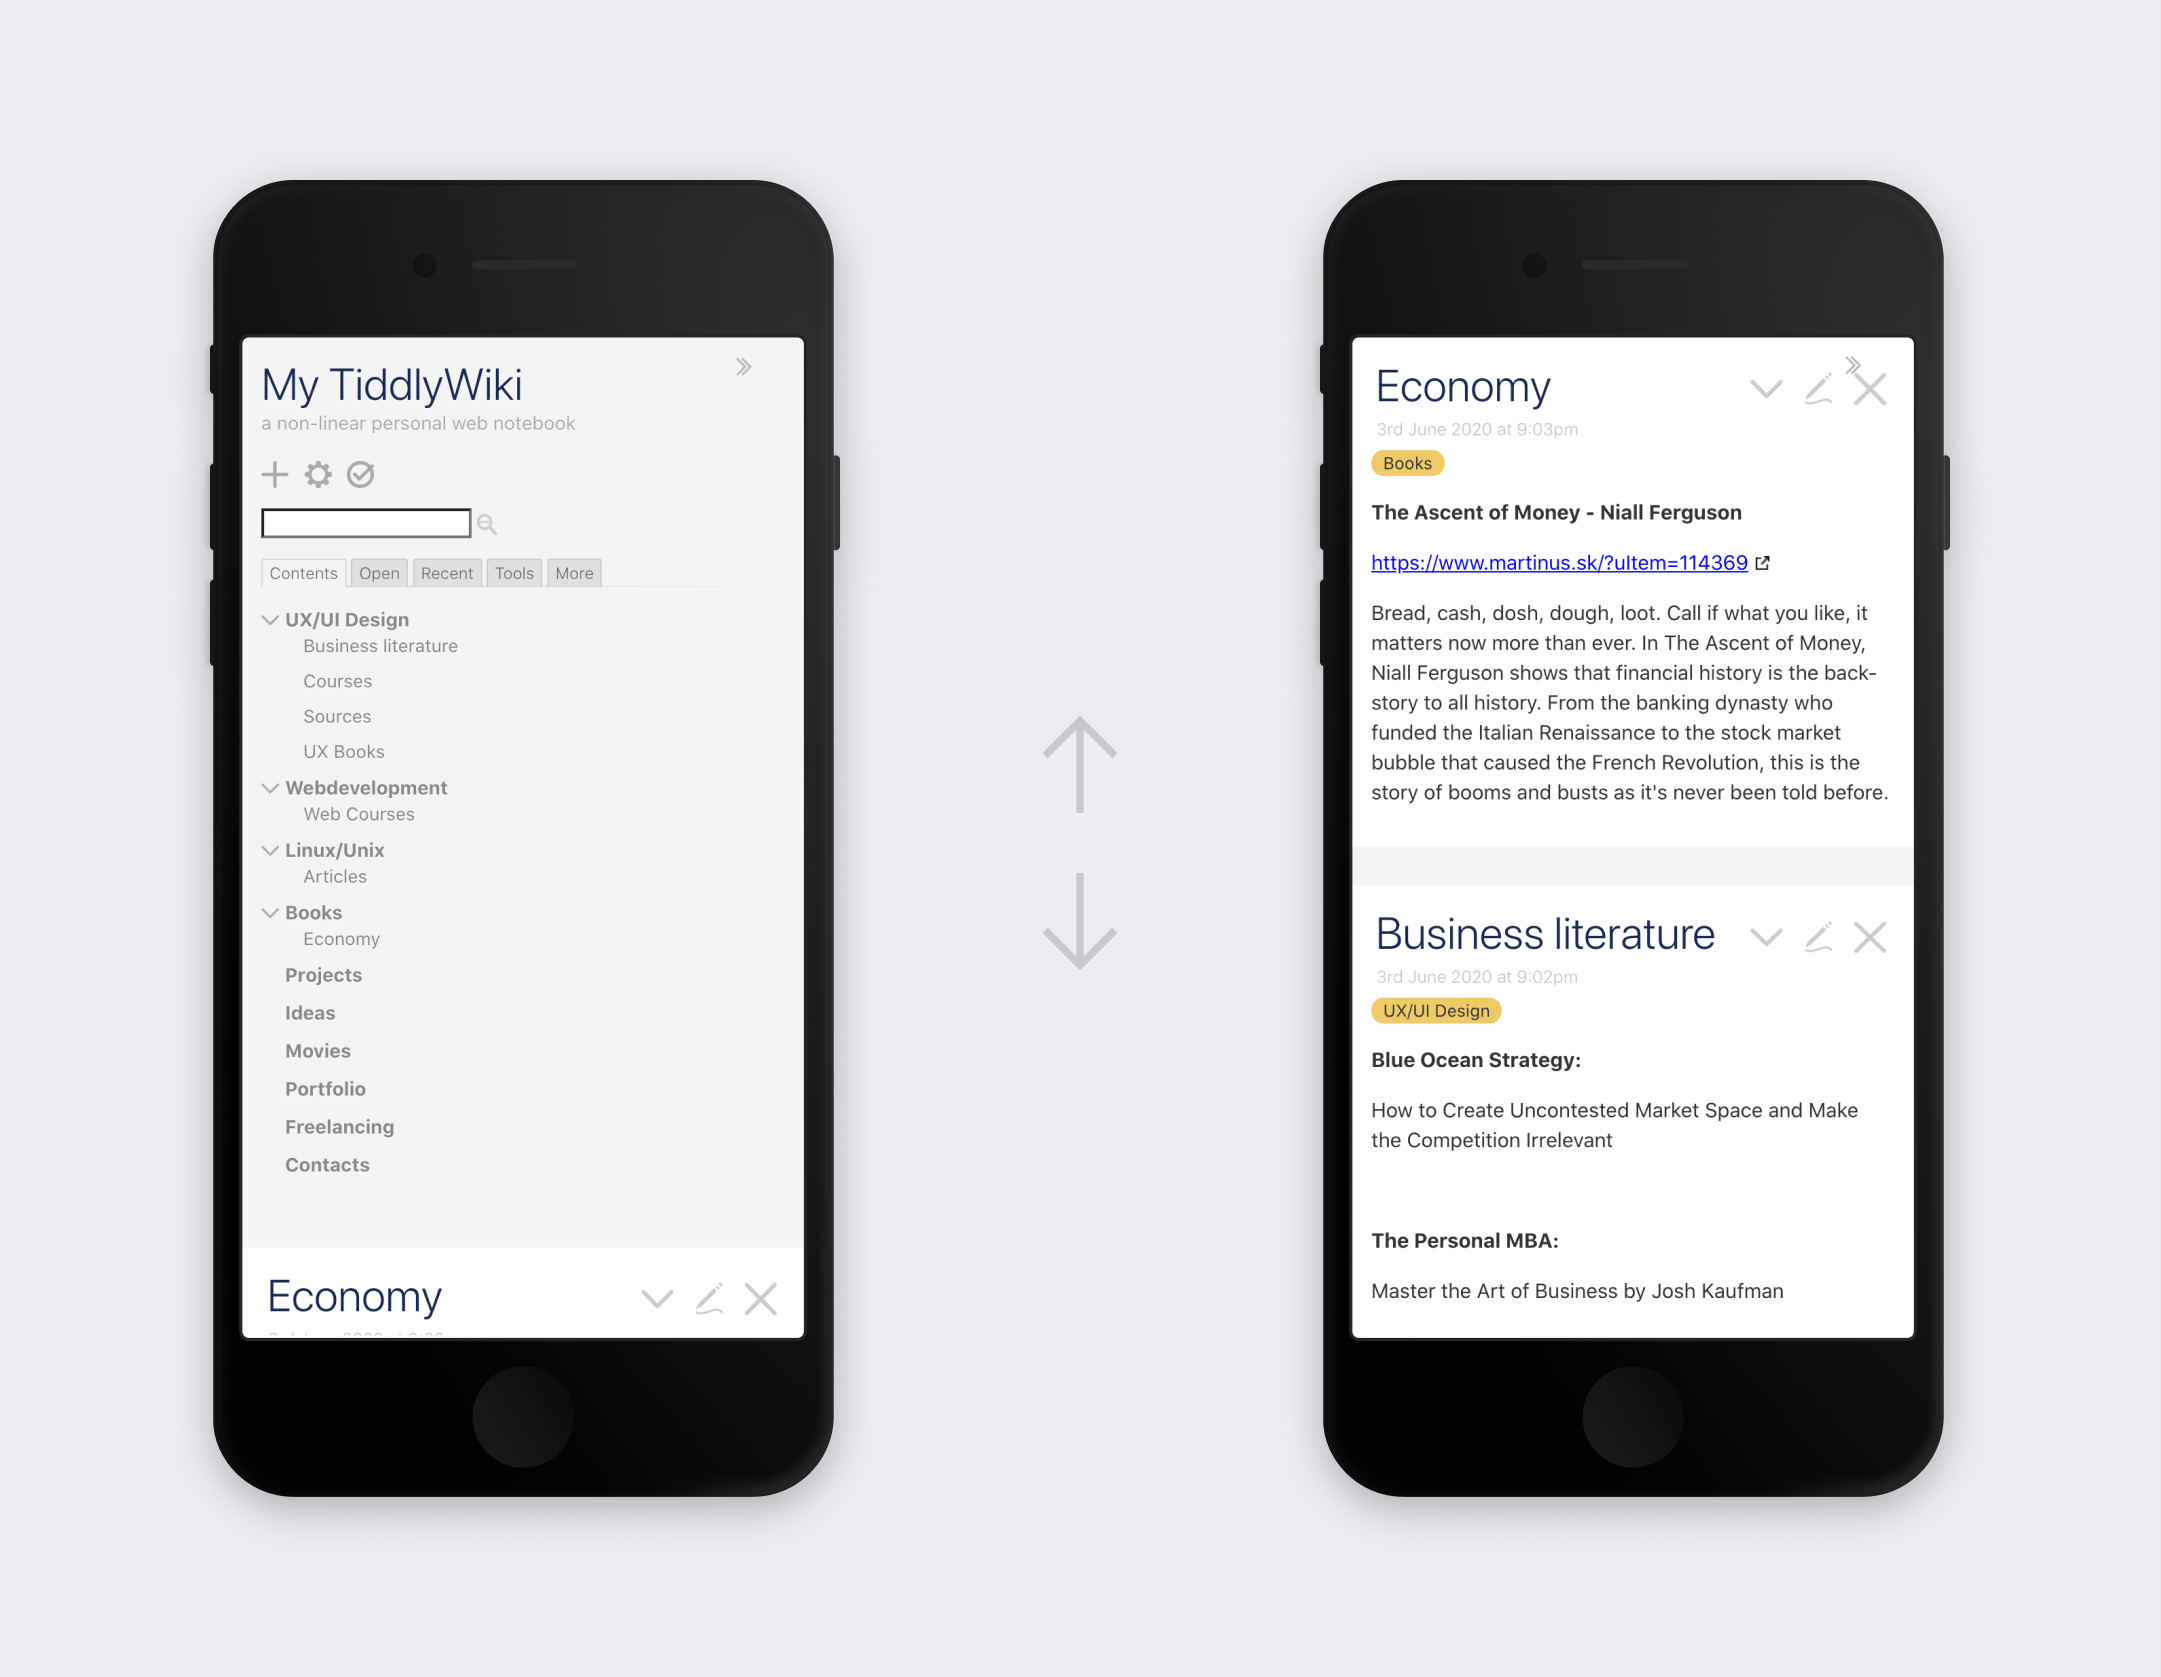 My TiddlyWiki
a non-linear personal web notebook
Contents Open Recent Tools More
UX/UI Design
Business literature
Courses
Sources
UX Books
Webdevelopment
Web Courses
Linux/Unix
Articles
Books
Economy
Projects
Ideas
Movies
Portfolio
Freelancing
Contacts
Economy
Economy
3rd June 2020 at 9:03pm
Books
The Ascent of Money - Niall Ferguson
https://www.martinus.sk/?uItem=114369
Bread, cash, dosh, dough, loot. Call if what you like, it
matters now more than ever. In The Ascent of Money,
Niall Ferguson shows that financial history is the back-
story to all history. From the banking dynasty who
funded the Italian Renaissance to the stock market
bubble that caused the French Revolution, this is the
story of booms and busts as it's never been told before.
Business literature
3rd June 2020 at 9:02pm
UX/UI Design
Blue Ocean Strategy:
How to Create Uncontested Market Space and Make
the Competition Irrelevant
The Personal MBA:
Master the Art of Business by Josh Kaufman